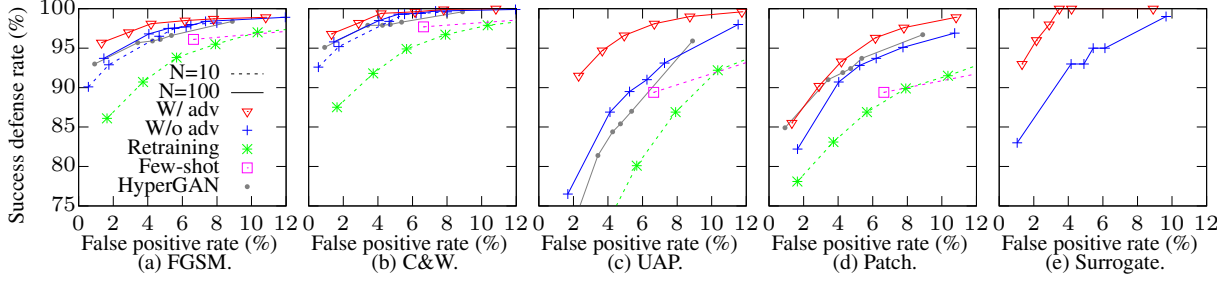 Success defense rate (%)
100
95
90
85
80
75
N=10
N=100
W/ adv
W/o adv
Retraining
Few-shot
HyperGAN
0 2 4 6 8 10 12
0 2 4 6 8 10 12
0 2 4 6 8 10 12
0 2 4 6 8 10 12
0 2 4 6 8 10 12
False positive rate (%)
False positive rate (%)
False positive rate (%)
False positive rate (%)
False positive rate (%)
(a) FGSM.
(b) C&W.
(c) UAP.
(d) Patch.
(e) Surrogate.